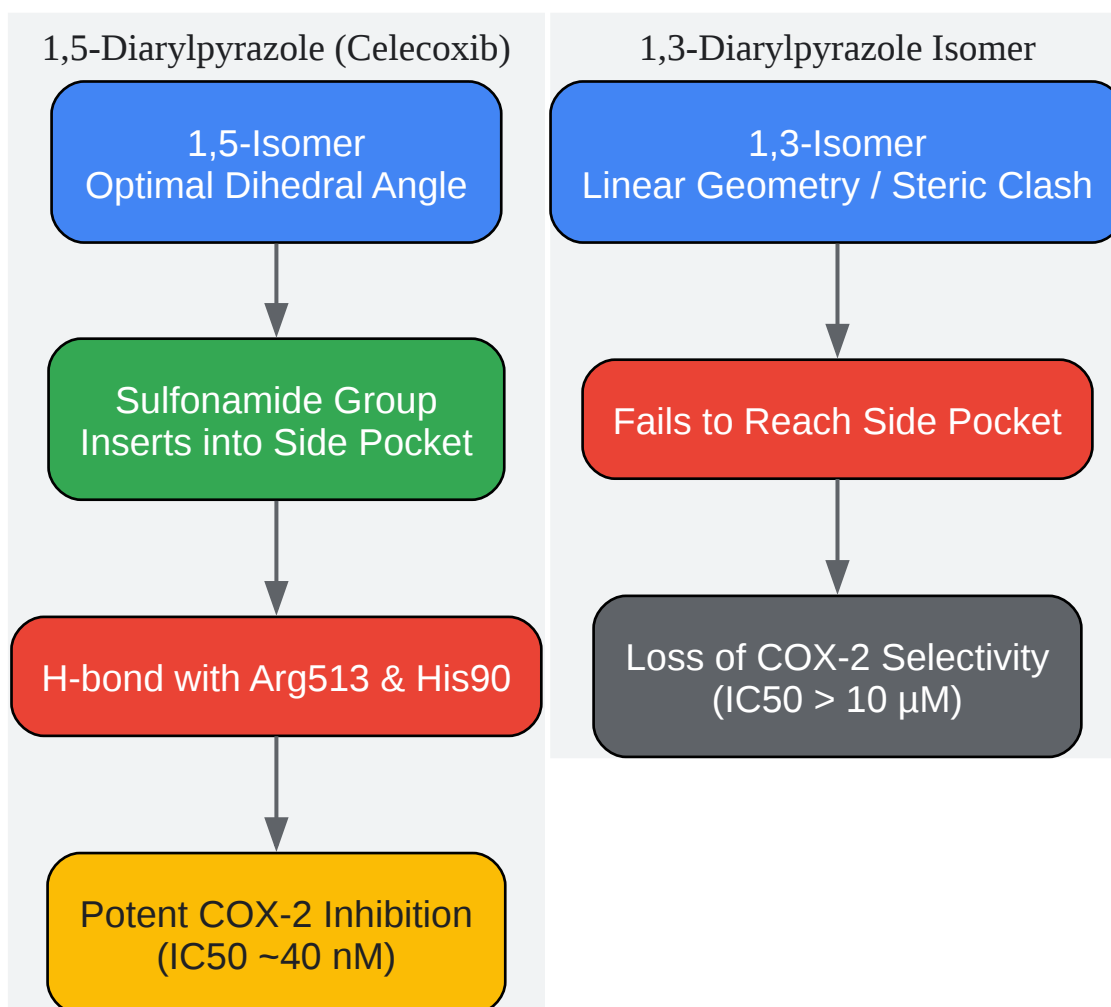 1,5-Diarylpyrazole (Celecoxib)
1,5-Isomer
Optimal Dihedral Angle
Sulfonamide Group
Inserts into Side Pocket
H-bond with Arg513 & His90
Potent COX-2 Inhibition
(IC50 ~40 nM)
1,3-Diarylpyrazole Isomer
1,3-Isomer
Linear Geometry / Steric Clash
Fails to Reach Side Pocket
Loss of COX-2 Selectivity
(IC50 > 10 µM)